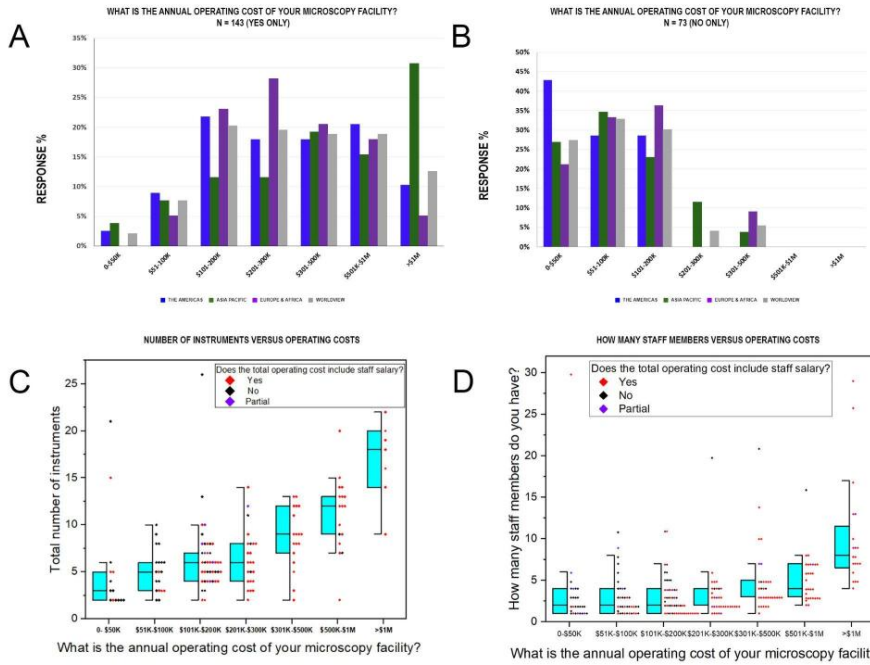 A
WHAT IS THE ANNUAL OPERATING COST OF YOUR MICROSCOPY FACILITY?
N = 143 (YES ONLY)
RESPONSE %
35%
30%
25%
20%
15%
10%
5%
0%
0-$50K
$51-100K
$101-200K
$201-300K
$301-500K
$501K-$1M
>$1M
THE AMERICAS
ASIA PACIFIC
EUROPE & AFRICA
WORLDVIEW
B
WHAT IS THE ANNUAL OPERATING COST OF YOUR MICROSCOPY FACILITY?
N = 73 (NO ONLY)
RESPONSE %
50%
45%
40%
35%
30%
25%
20%
15%
10%
5%
0%
0-$50K
$51-100K
$101-200K
$201-300K
$301-500K
$501K-$1M
>$1M
THE AMERICAS
ASIA PACIFIC
EUROPE & AFRICA
WORLDVIEW
C
NUMBER OF INSTRUMENTS VERSUS OPERATING COSTS
Does the total operating cost include staff salary?
Yes
No
Partial
Total number of instruments
25
20
15
10
5
0
0- $50K
$51K-$100K
$101K-$200K
$201K-$300K
$301K-$500K
$500K-$1M
>$1M
What is the annual operating cost of your microscopy facility?
D
HOW MANY STAFF MEMBERS VERSUS OPERATING COSTS
Does the total operating cost include staff salary?
Yes
No
Partial
How many staff members do you have?
30
25
20
15
10
5
0
0-$50K
$51K-$100K
$101K-$200K
$201K-$300K
$301K-$500K
$501K-$1M
>$1M
What is the annual operating cost of your microscopy facilit